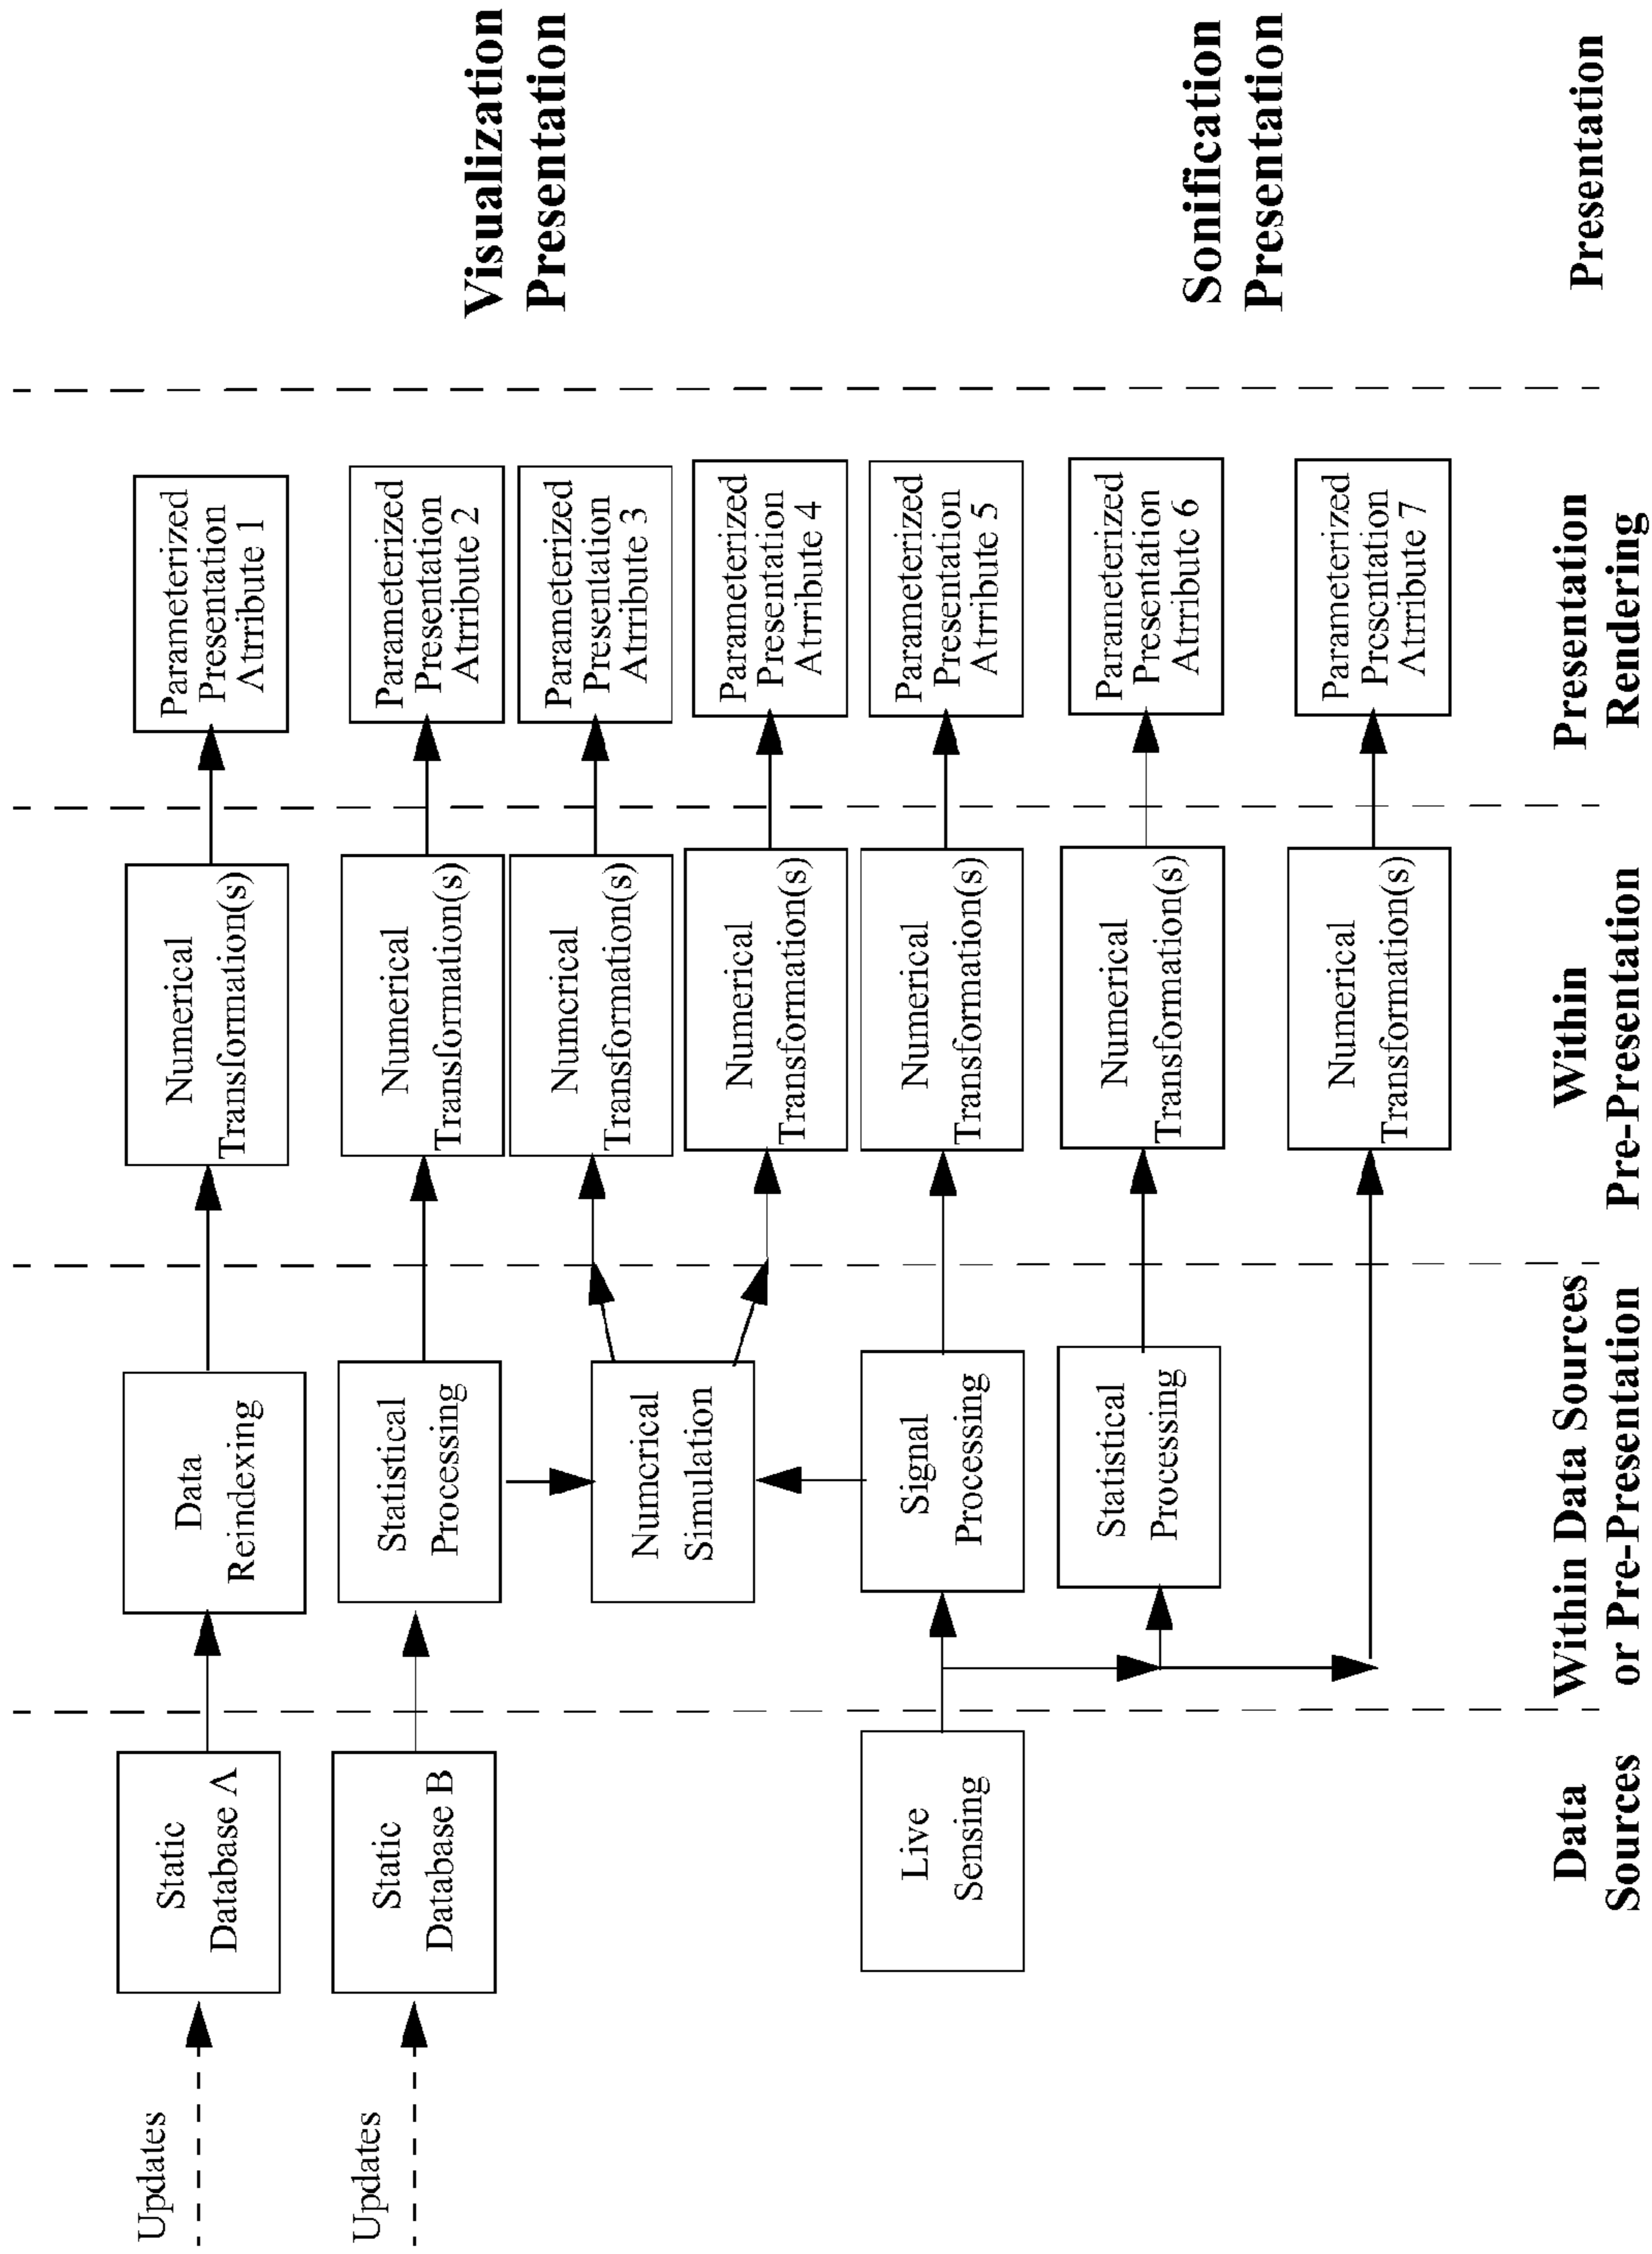 Updates
Static
Database A
Data
Reindexing
Numerical
Transformation(s)
Parameterized
Presentation
Atrribute 1
Updates
Static
Database B
Statistical
Processing
Numerical
Transformation(s)
Parameterized
Presentation
Atrribute 2
Visualization
Presentation
Numerical
Simulation
Numerical
Transformation(s)
Parameterized
Presentation
Atrribute 3
Numerical
Transformation(s)
Parameterized
Presentation
Atrribute 4
Live
Sensing
Signal
Processing
Numerical
Transformation(s)
Parameterized
Presentation
Atrribute 5
Statistical
Processing
Numerical
Transformation(s)
Parameterized
Presentation
Atrribute 6
Sonification
Presentation
Numerical
Transformation(s)
Parameterized
Presentation
Atrribute 7
Data
Sources
Within Data Sources
or Pre-Presentation
Within
Pre-Presentation
Presentation
Rendering
Presentation